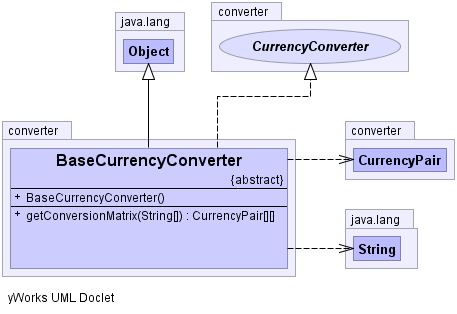 java.lang
Object
converter
CurrencyConverter
converter
BaseCurrencyConverter
{abstract}
+ BaseCurrencyConverter()
+ getConversionMatrix(String[]) : CurrencyPair[][]
converter
CurrencyPair
java.lang
String
yWorks UML Doclet